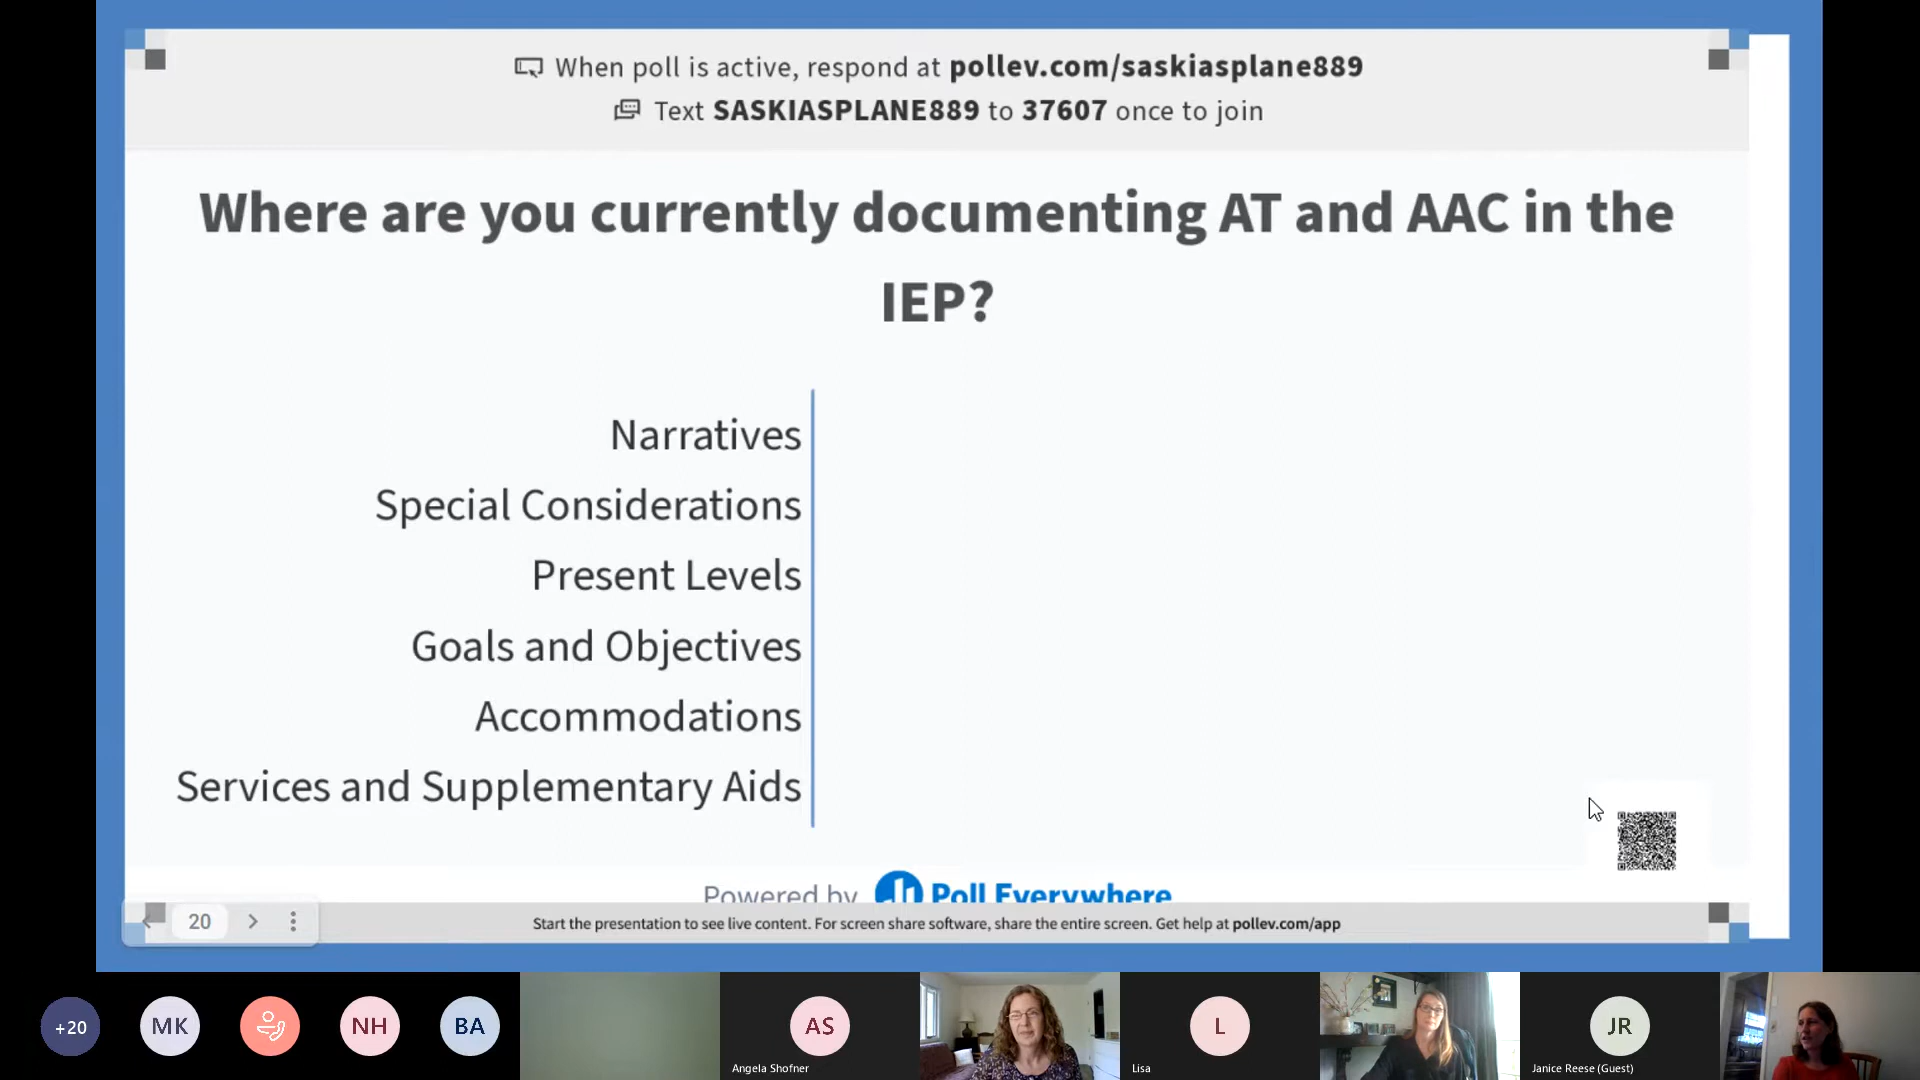 When poll is active, respond at pollev.com/saskiasplane889
Text SASKIASPLANE889 to 37607 once to join
Where are you currently documenting AT and AAC in the
IEP?
Narratives
Special Considerations
Present Levels
Goals and Objectives
Accommodations
Services and Supplementary Aids
Powered by Poll Everywhere
20
Start the presentation to see live content. For screen share software, share the entire screen. Get help at pollev.com/app
+20
MK
NH
BA
AS
Angela Shofner
L
Lisa
JR
Janice Reese (Guest)